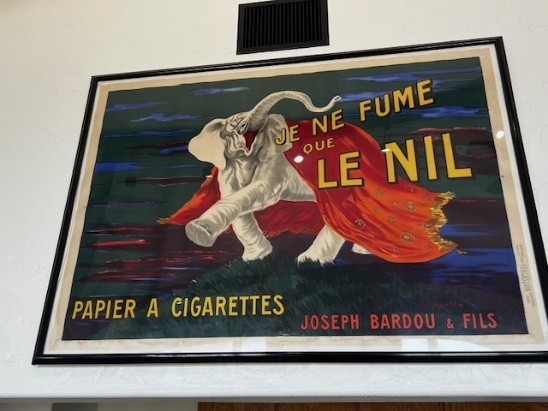 JE NE FUME
QUE
LE NIL
PAPIER A CIGARETTES
JOSEPH BARDOU & FILS